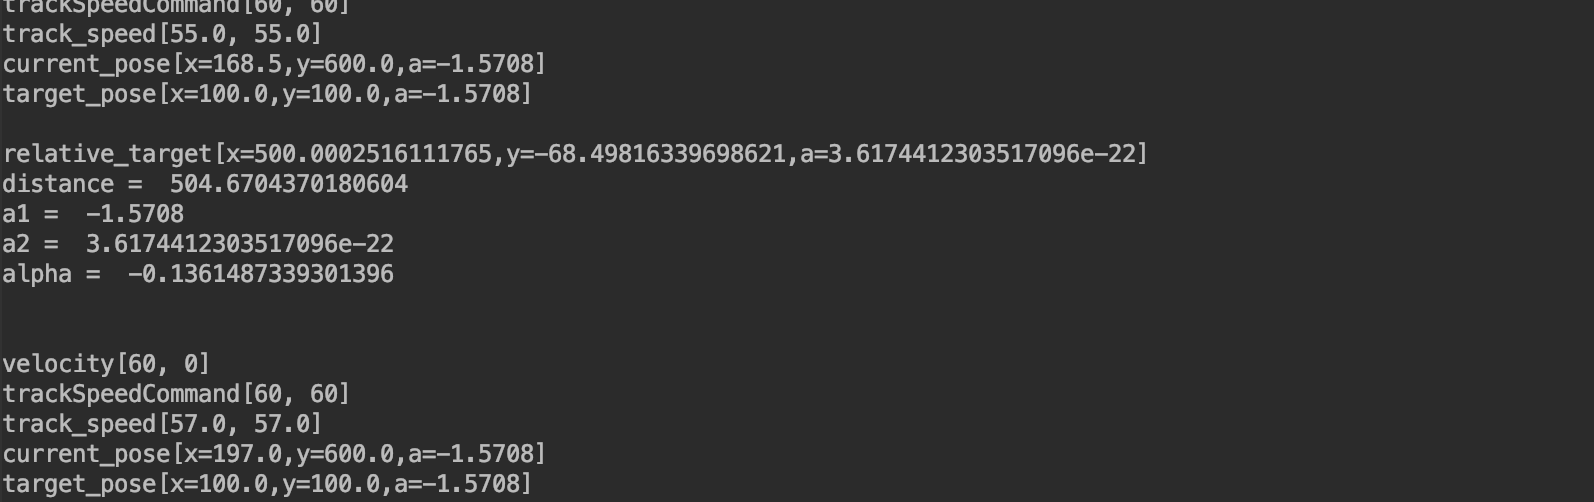 trackSpeedCommand[60, 60]
track_speed[55.0, 55.0]
current_pose[x=168.5,y=600.0,a=-1.5708]
target_pose[x=100.0,y=100.0,a=-1.5708]
relative_target[x=500.0002516111765,y=-68.49816339698621,a=3.6174412303517096e-22]
distance =  504.6704370180604
a1 =  -1.5708
a2 =  3.6174412303517096e-22
alpha =  -0.1361487339301396
velocity[60, 0]
trackSpeedCommand[60, 60]
track_speed[57.0, 57.0]
current_pose[x=197.0,y=600.0,a=-1.5708]
target_pose[x=100.0,y=100.0,a=-1.5708]